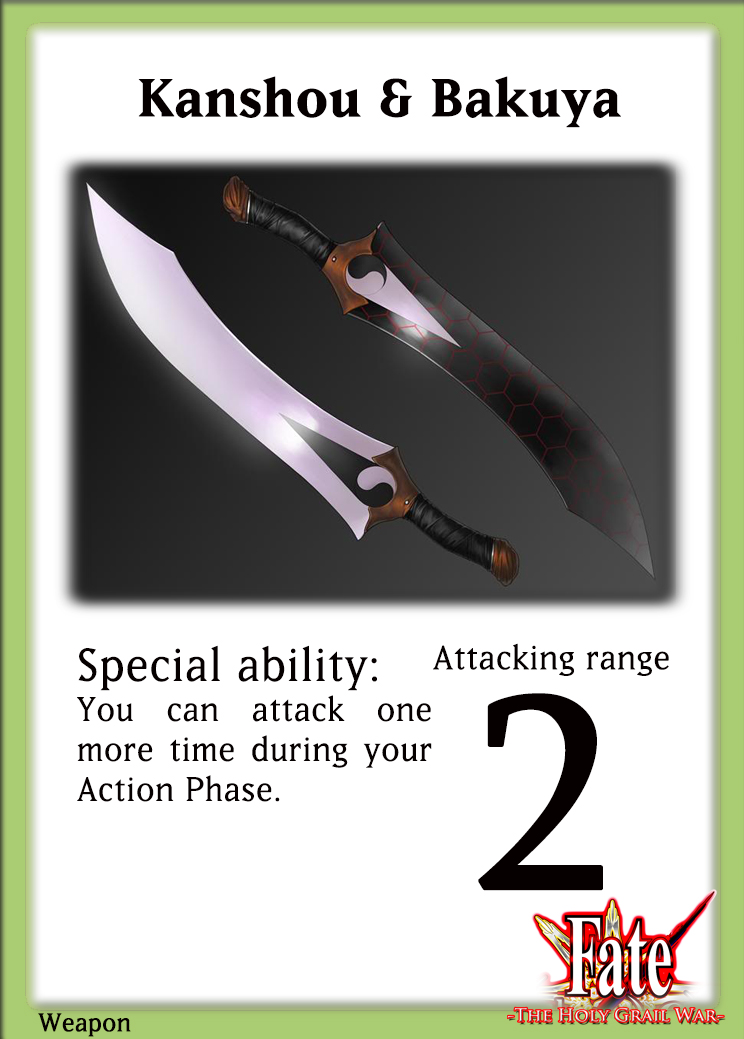 Kanshou & Bakuya
Special ability:
You can attack one
more time during your
Action Phase.
Attacking range
2
Fate
-THE HOLY GRAIL WAR-
Weapon